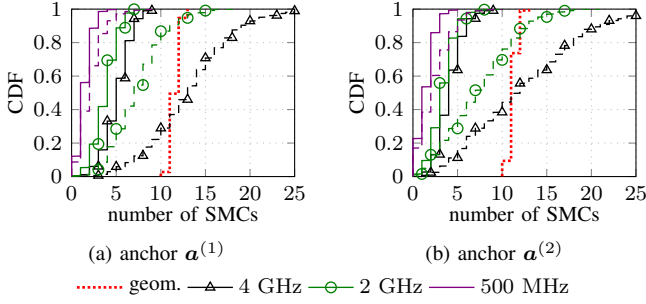 1
0.8
0.6
0.4
0.2
0
CDF
0 5 10 15 20 25
number of SMCs
(a) anchor a^(1)
1
0.8
0.6
0.4
0.2
0
CDF
0 5 10 15 20 25
number of SMCs
(b) anchor a^(2)
geom. 4 GHz 2 GHz 500 MHz